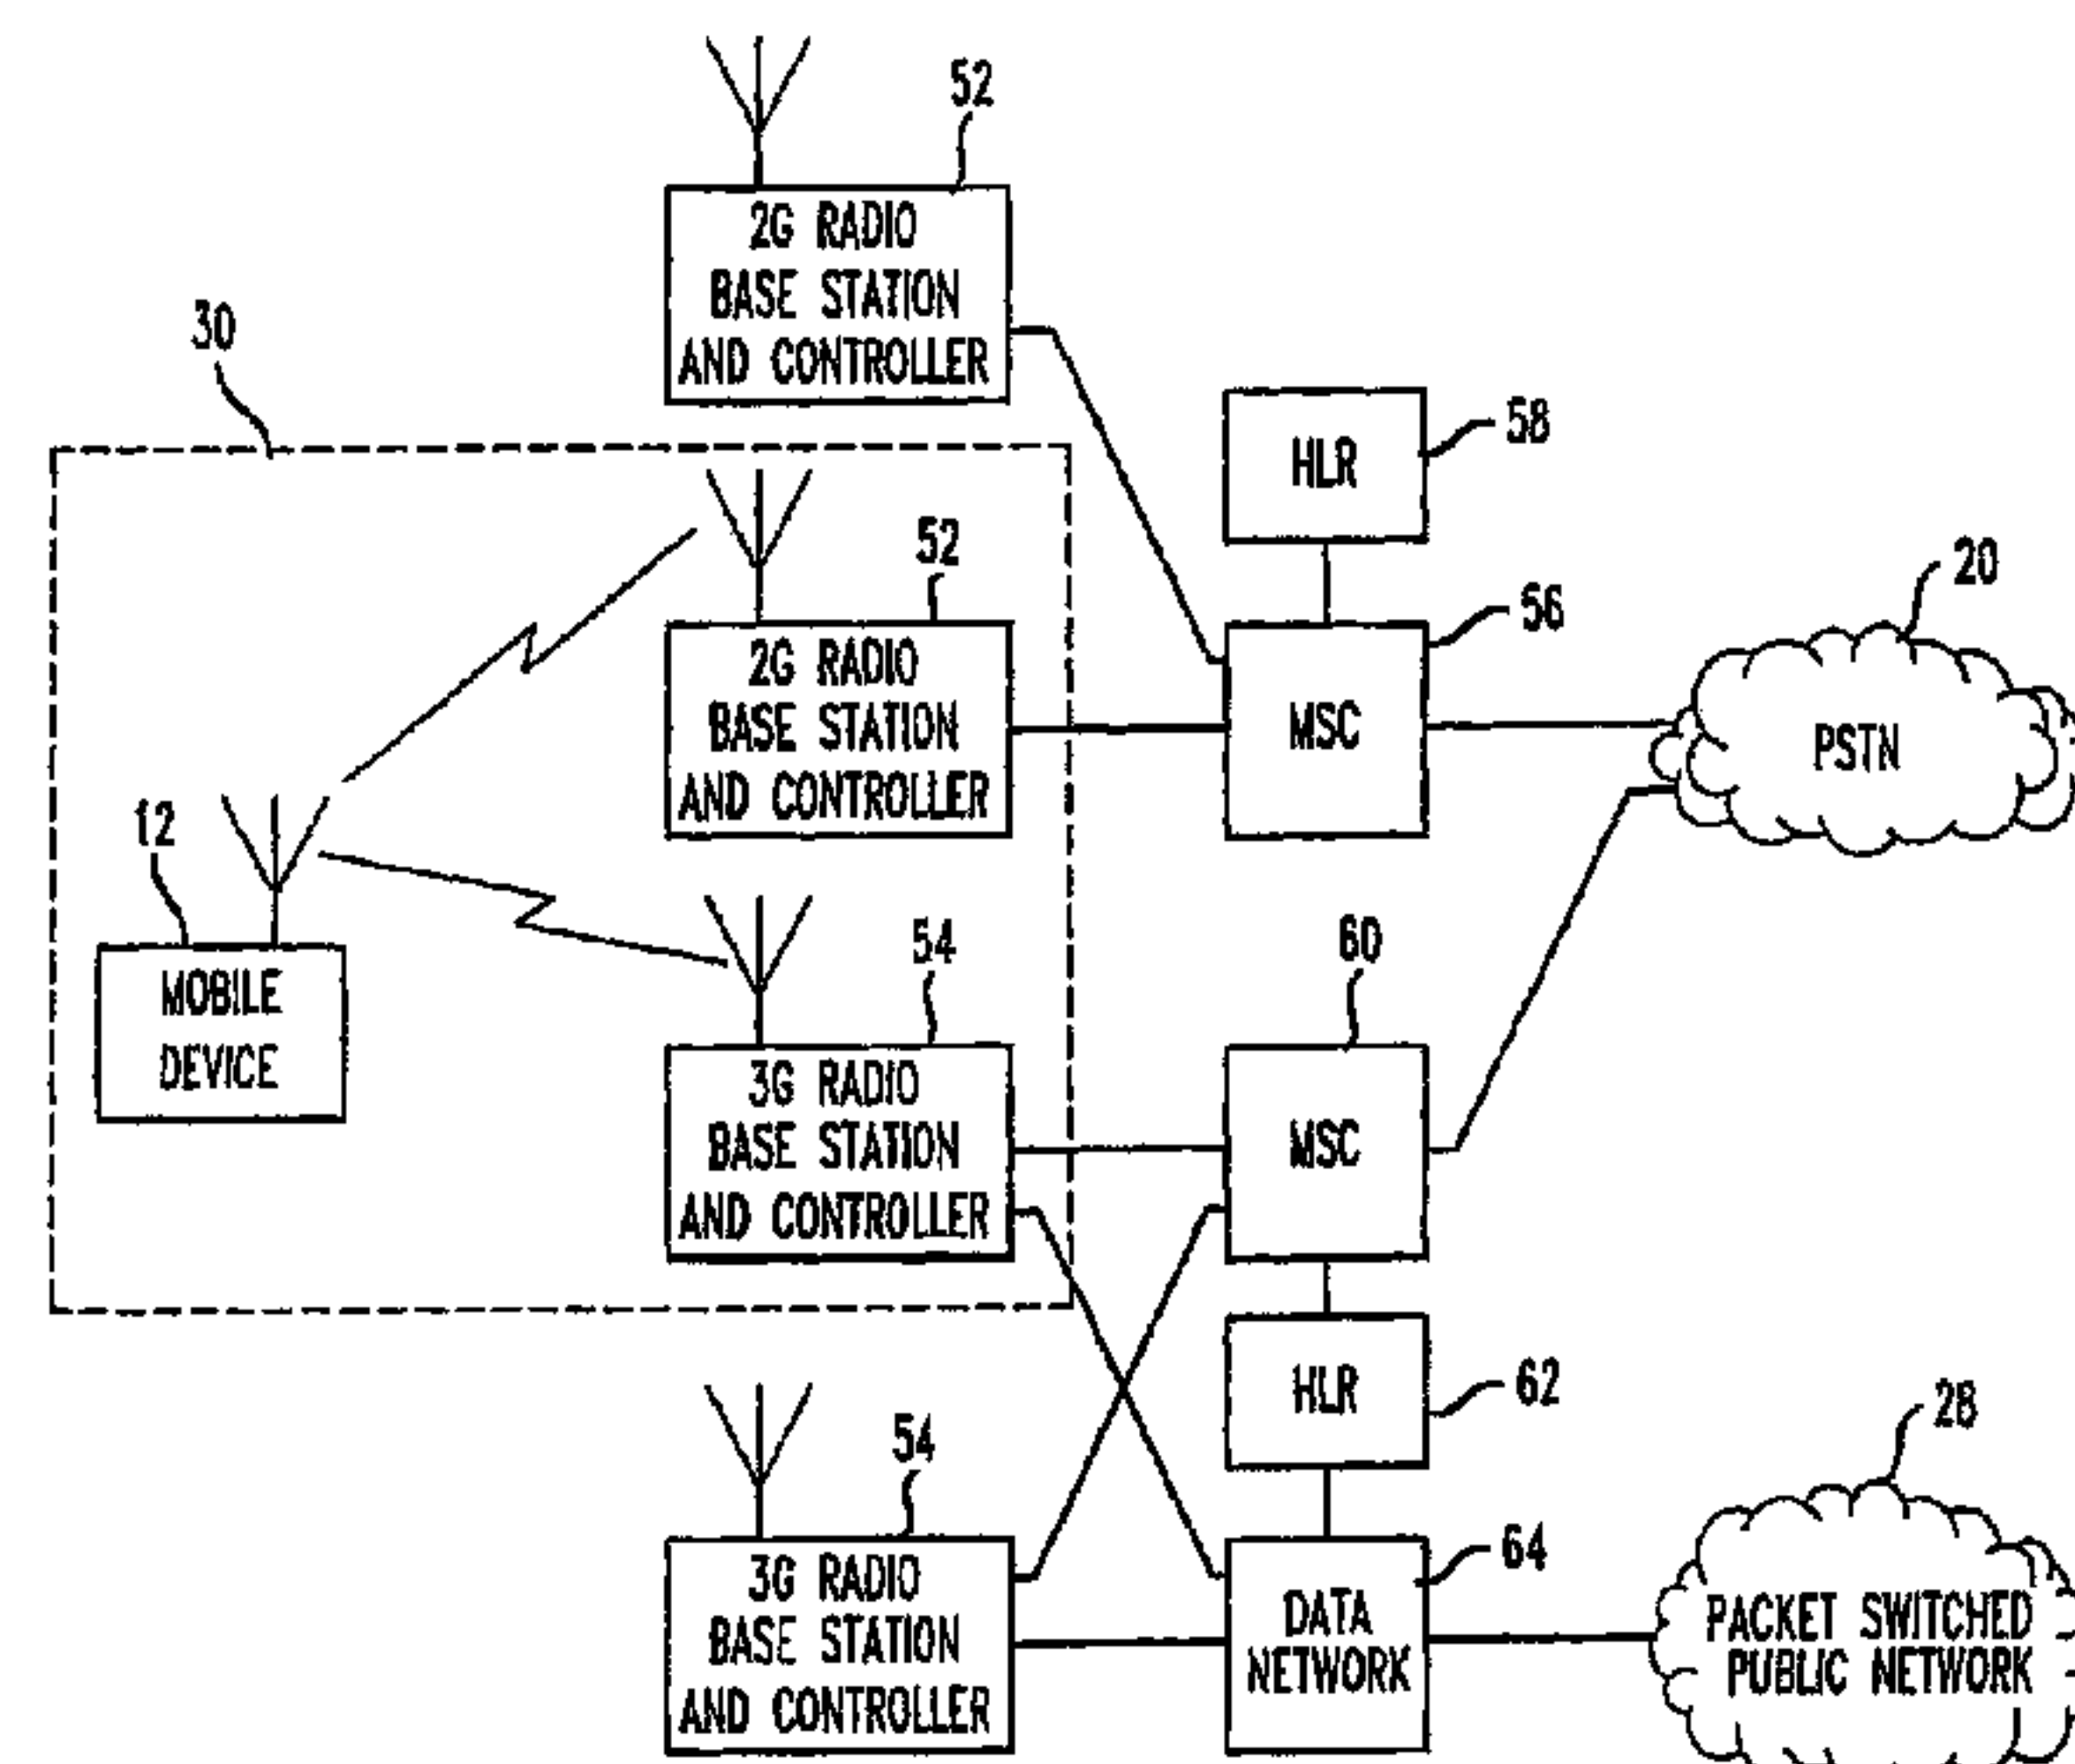 52
2G RADIO
BASE STATION
AND CONTROLLER
30
HLR
58
52
2G RADIO
BASE STATION
AND CONTROLLER
56
MSC
20
PSTN
12
MOBILE
DEVICE
54
3G RADIO
BASE STATION
AND CONTROLLER
60
MSC
HLR
62
54
3G RADIO
BASE STATION
AND CONTROLLER
64
DATA
NETWORK
28
PACKET SWITCHED
PUBLIC NETWORK